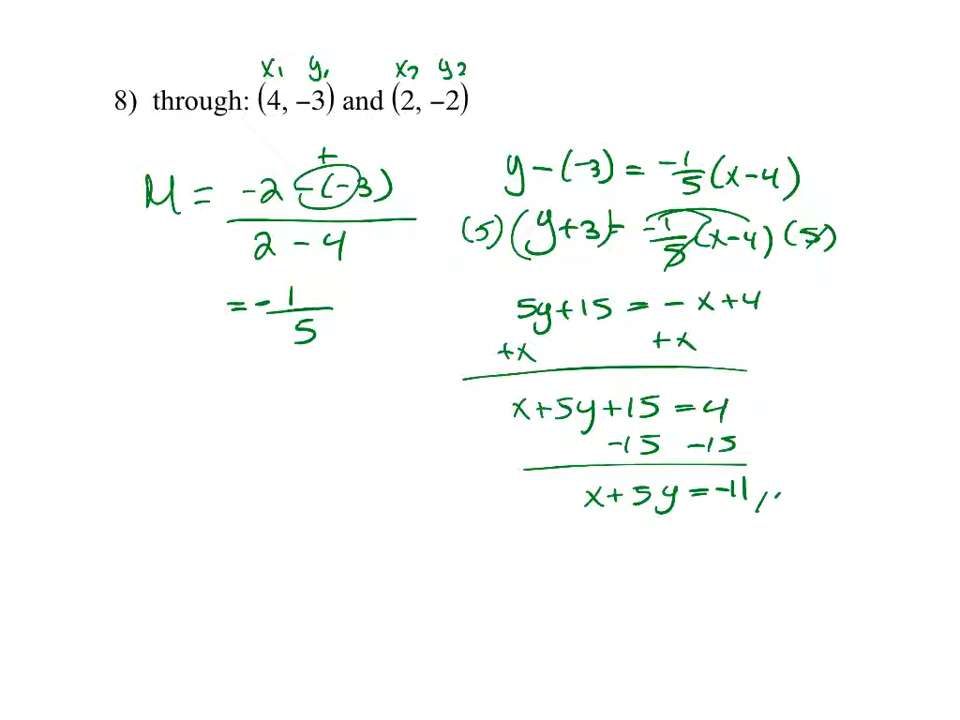 x1 y1 x2 y2
8) through: (4, −3) and (2, −2)
M = -2 -(-3) / 2 - 4
+
= -1/5
y-(-3) = -1/5(x-4)
(5)(y+3) = -1/5(x-4)(5)
5y+15 = -x+4
+x +x
x+5y+15 = 4
-15 -15
x+5y = -11